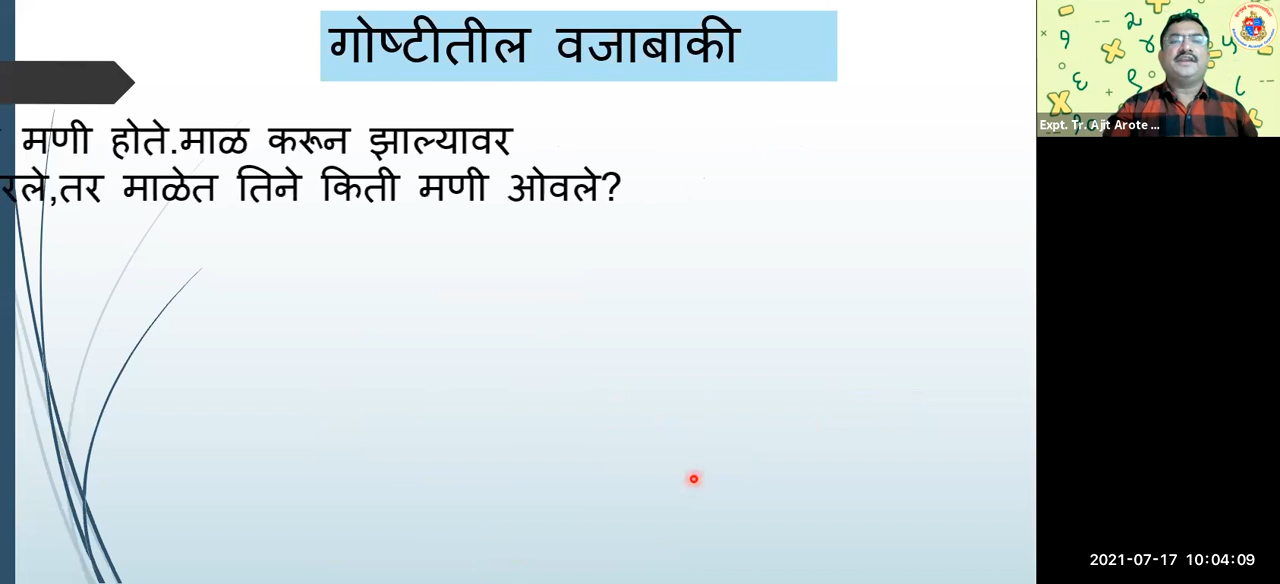 गोष्टीतील वजाबाकी
मणी होते.माळ करून झाल्यावर
रले,तर माळेत तिने किती मणी ओवले?
Expt. Tr. Ajit Arote ...
2021-07-17 10:04:09